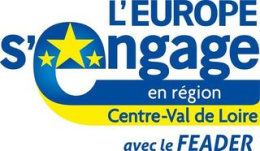 L'EUROPE
s'engage
en région
Centre-Val de Loire
avec le FEADER